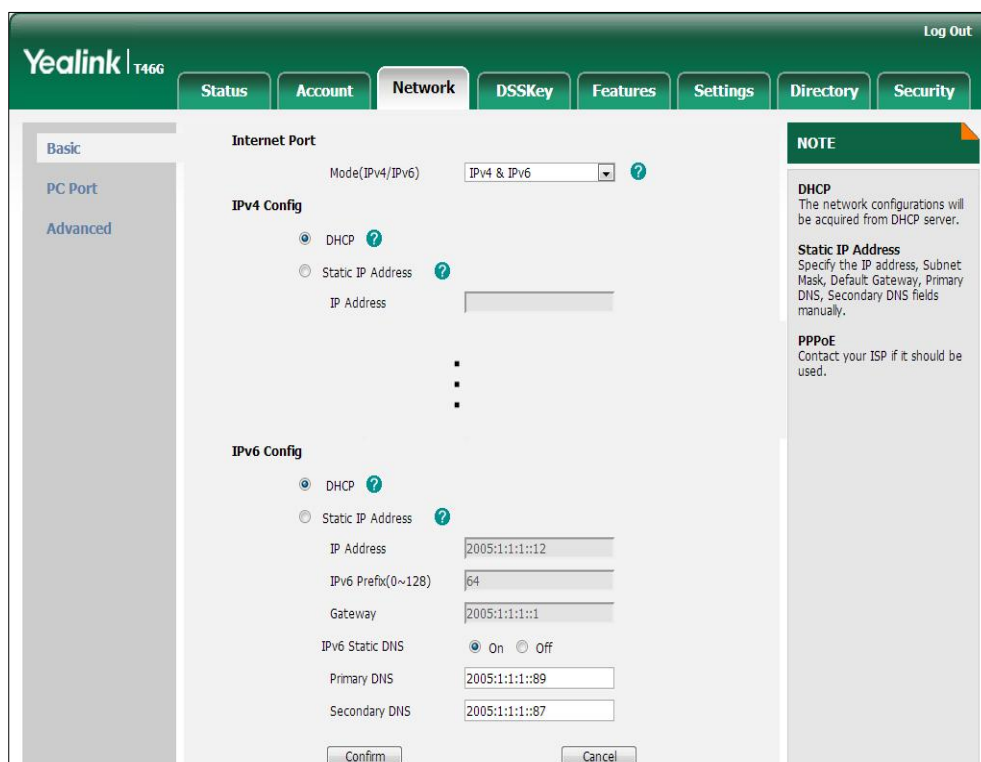 Log Out
Yealink T46G
Status Account Network DSSKey Features Settings Directory Security
Basic
PC Port
Advanced
Internet Port
Mode(IPv4/IPv6) IPv4 & IPv6 ?
IPv4 Config
DHCP ?
Static IP Address ?
IP Address
IPv6 Config
DHCP ?
Static IP Address ?
IP Address 2005:1:1:1::12
IPv6 Prefix(0~128) 64
Gateway 2005:1:1:1::1
IPv6 Static DNS On Off
Primary DNS 2005:1:1:1::89
Secondary DNS 2005:1:1:1::87
Confirm Cancel
NOTE
DHCP
The network configurations will
be acquired from DHCP server.
Static IP Address
Specify the IP address, Subnet
Mask, Default Gateway, Primary
DNS, Secondary DNS fields
manually.
PPPoE
Contact your ISP if it should be
used.